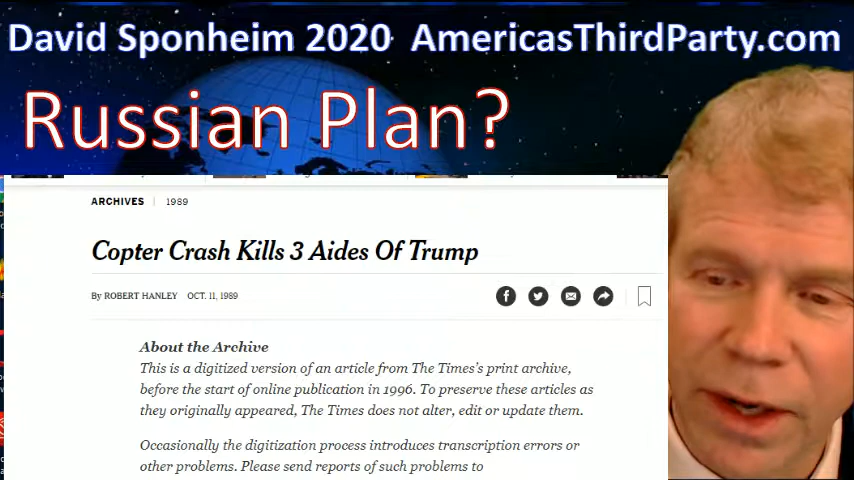 David Sponheim 2020 AmericasThirdParty.com
Russian Plan?
ARCHIVES | 1989
Copter Crash Kills 3 Aides Of Trump
By ROBERT HANLEY OCT. 11, 1989
About the Archive
This is a digitized version of an article from The Times's print archive,
before the start of online publication in 1996. To preserve these articles as
they originally appeared, The Times does not alter, edit or update them.
Occasionally the digitization process introduces transcription errors or
other problems. Please send reports of such problems to